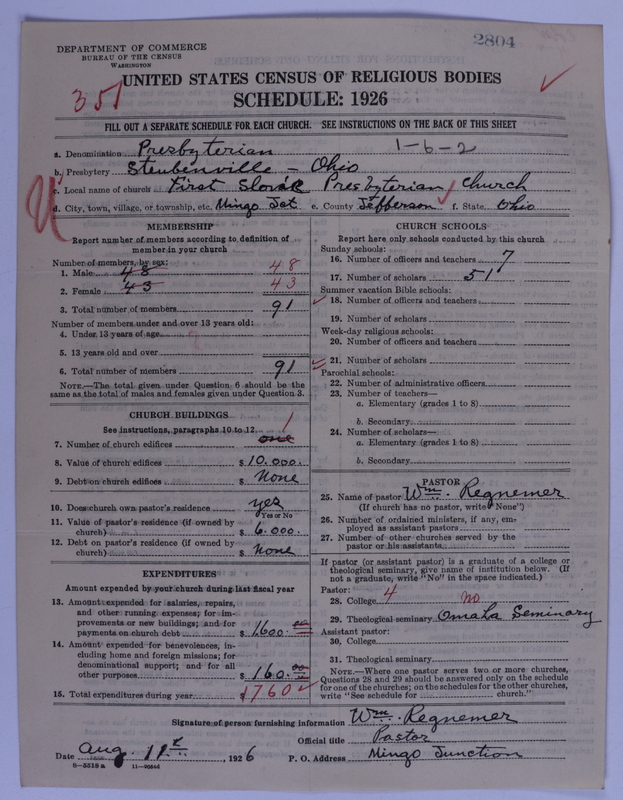 2804
DEPARTMENT OF COMMERCE
BUREAU OF THE CENSUS
WASHINGTON
UNITED STATES CENSUS OF RELIGIOUS BODIES
351
SCHEDULE: 1926
FILL OUT A SEPARATE SCHEDULE FOR EACH CHURCH. SEE INSTRUCTIONS ON THE BACK OF THIS SHEET
1-6-2
a. Denomination Presbyterian
b. Presbytery Steubenville - Ohio
c. Local name of church First Slovak Presbyterian Church
d. City, town, village, or township, etc. Mingo Jct e. County Jefferson f. State Ohio
MEMBERSHIP
Report number of members according to definition of
member in your church
Number of members, by sex:
1. Male 48 48
2. Female 43 43
3. Total number of members 91
Number of members under and over 13 years old:
4. Under 13 years of age
5. 13 years old and over
6. Total number of members 91
NOTE.—The total given under Question 6 should be the
same as the total of males and females given under Question 3.
CHURCH BUILDINGS
See instructions, paragraphs 10 to 12
7. Number of church edifices one 1
8. Value of church edifices $ 10.000.
9. Debt on church edifices $ None
10. Does church own pastor's residence yes
Yes or No
11. Value of pastor's residence (if owned by
church) $ 6.000
12. Debt on pastor's residence (if owned by
church) $ None
EXPENDITURES
Amount expended by your church during last fiscal year
13. Amount expended for salaries, repairs,
and other running expenses; for im-
provements or new buildings; and for
payments on church debt $ 1600.00
14. Amount expended for benevolences, in-
cluding home and foreign missions; for
denominational support; and for all
other purposes $ 160.00
15. Total expenditures during year $1760
CHURCH SCHOOLS
Report here only schools conducted by this church
Sunday schools:
16. Number of officers and teachers 7
17. Number of scholars 51
Summer vacation Bible schools:
18. Number of officers and teachers
19. Number of scholars
Week-day religious schools:
20. Number of officers and teachers
21. Number of scholars
Parochial schools:
22. Number of administrative officers
23. Number of teachers—
a. Elementary (grades 1 to 8)
b. Secondary
24. Number of scholars—
a. Elementary (grades 1 to 8)
b. Secondary
PASTOR
25. Name of pastor Wm. Regnemer
(If church has no pastor, write "None")
26. Number of ordained ministers, if any, em-
ployed as assistant pastors
27. Number of other churches served by the
pastor or his assistants
If pastor (or assistant pastor) is a graduate of a college or
theological seminary, give name of institution below. (If
not a graduate, write "No" in the space indicated.)
Pastor:
28. College 4 no
29. Theological seminary Omaha Seminary
Assistant pastor:
30. College
31. Theological seminary
NOTE.—Where one pastor serves two or more churches,
Questions 28 and 29 should be answered only on the schedule
for one of the churches; on the schedules for the other churches,
write "See schedule for church."
Signature of person furnishing information Wm. Regnemer
Official title Pastor
Date Aug. , 1926 P. O. Address Mingo Junction
8-5518a